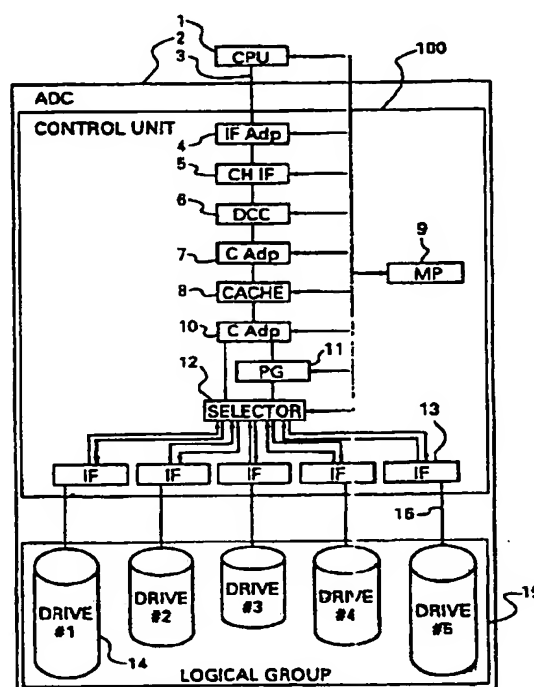 1
2
3
CPU
100
ADC
CONTROL UNIT
4
IF Adp
5
CH IF
6
DCC
7
C Adp
9
MP
8
CACHE
10
C Adp
11
PG
12
SELECTOR
13
IF IF IF IF IF
16
DRIVE #1
DRIVE #2
DRIVE #3
DRIVE #4
DRIVE #5
15
14
LOGICAL GROUP